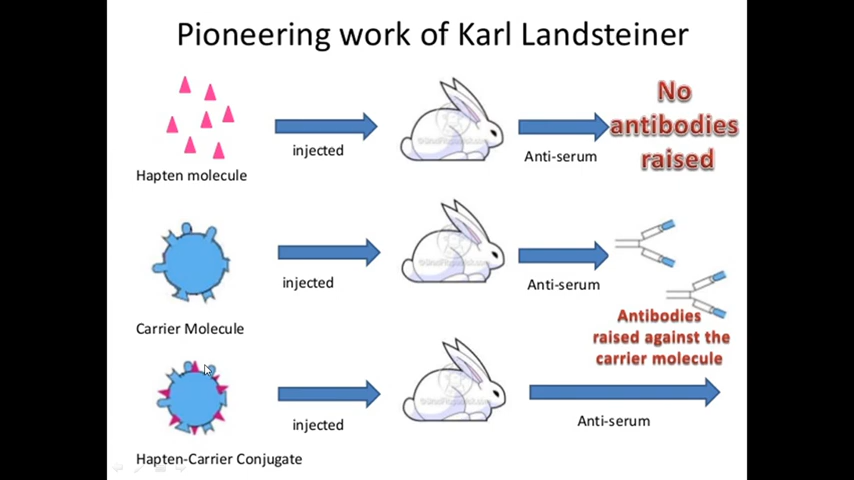 Pioneering work of Karl Landsteiner
No
antibodies
raised
injected
Anti-serum
Hapten molecule
injected
Anti-serum
Antibodies
raised against the
carrier molecule
Carrier Molecule
injected
Anti-serum
Hapten-Carrier Conjugate